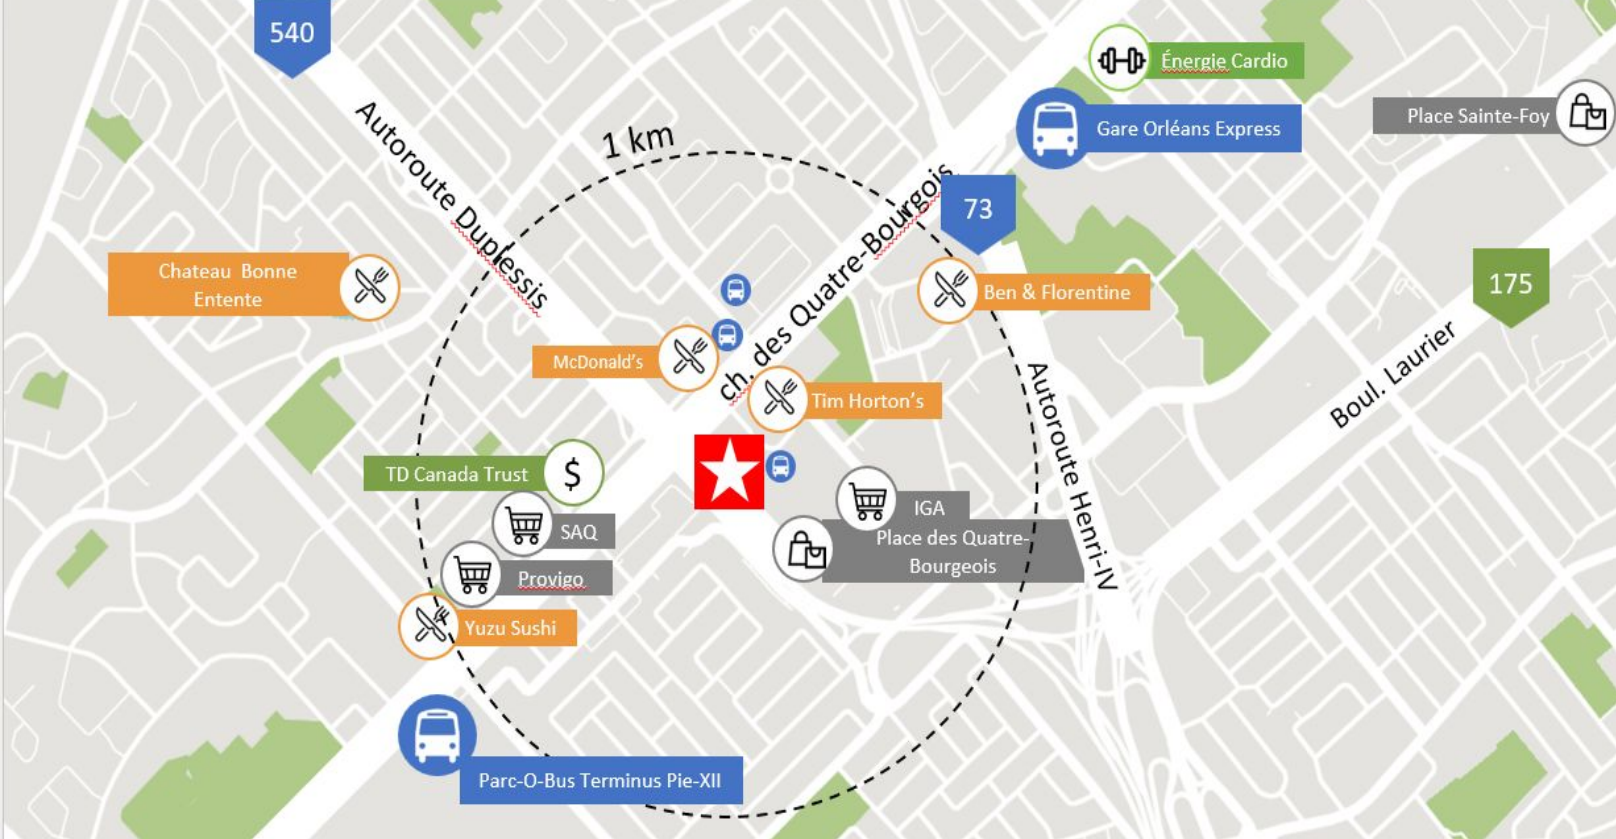 540
Énergie Cardio
Place Sainte-Foy
Gare Orléans Express
Autoroute Duplessis
1 km
ch. des Quatre-Bourgois
73
Chateau Bonne
Entente
Ben & Florentine
175
McDonald's
Tim Horton's
Boul. Laurier
Autoroute Henri-IV
TD Canada Trust
$
SAQ
IGA
Place des Quatre-
Bourgeois
Provigo
Yuzu Sushi
Parc-O-Bus Terminus Pie-XII